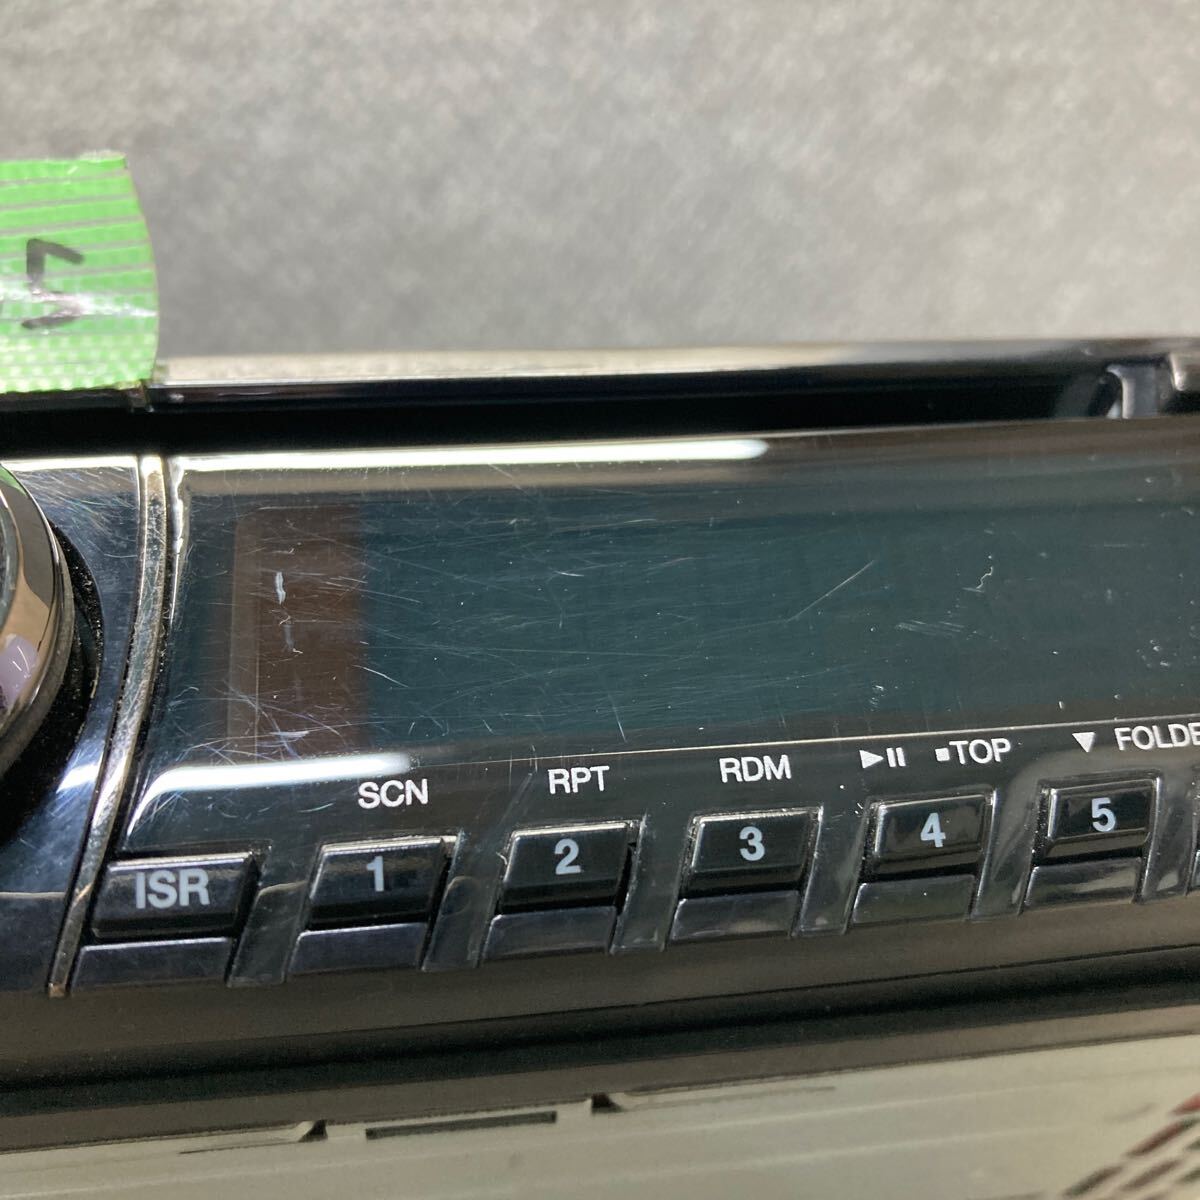 SCN RPT RDM ▶II ■TOP ▼ FOLDE
ISR 1 2 3 4 5